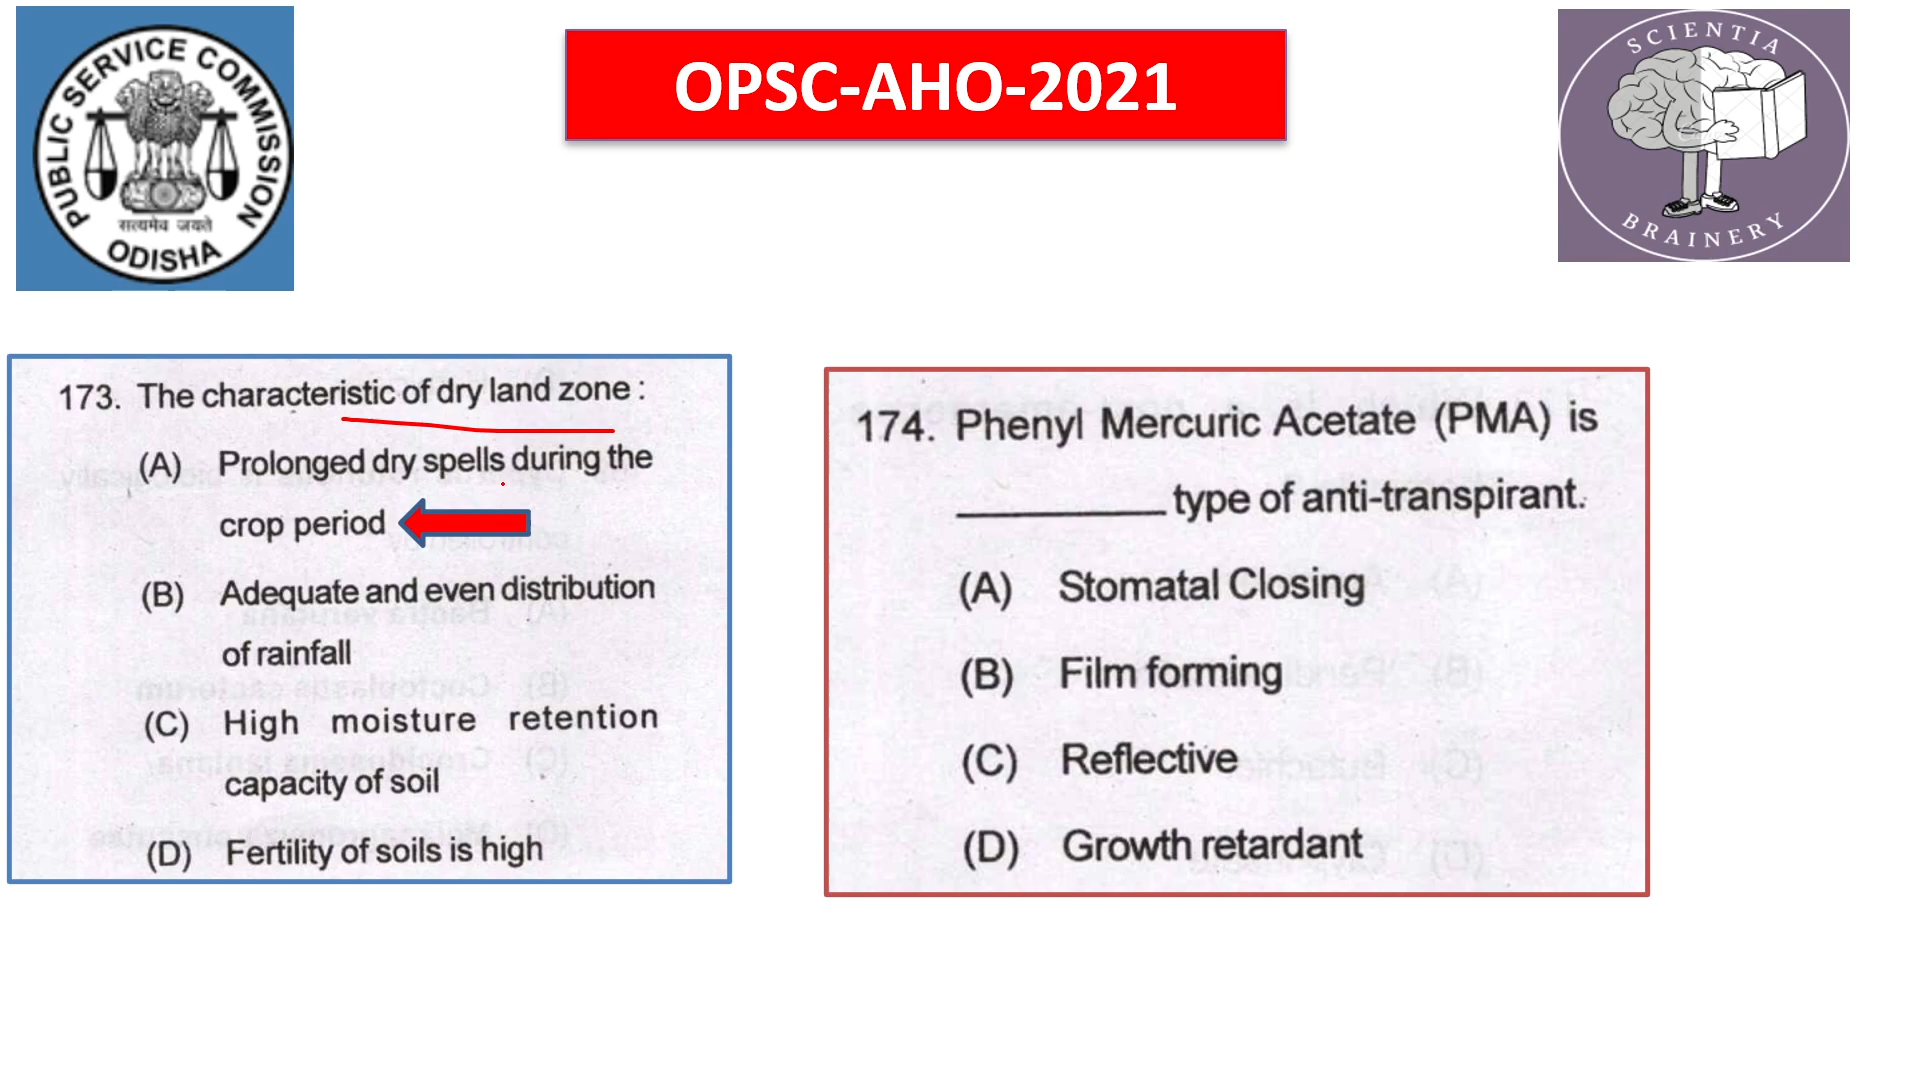 PUBLIC SERVICE COMMISSION
सत्यमेव जयते
ODISHA
OPSC-AHO-2021
SCIENTIA
BRAINERY
173. The characteristic of dry land zone :
(A) Prolonged dry spells during the
crop period
(B) Adequate and even distribution
of rainfall
(C) High moisture retention
capacity of soil
(D) Fertility of soils is high
174. Phenyl Mercuric Acetate (PMA) is
__________ type of anti-transpirant.
(A) Stomatal Closing
(B) Film forming
(C) Reflective
(D) Growth retardant